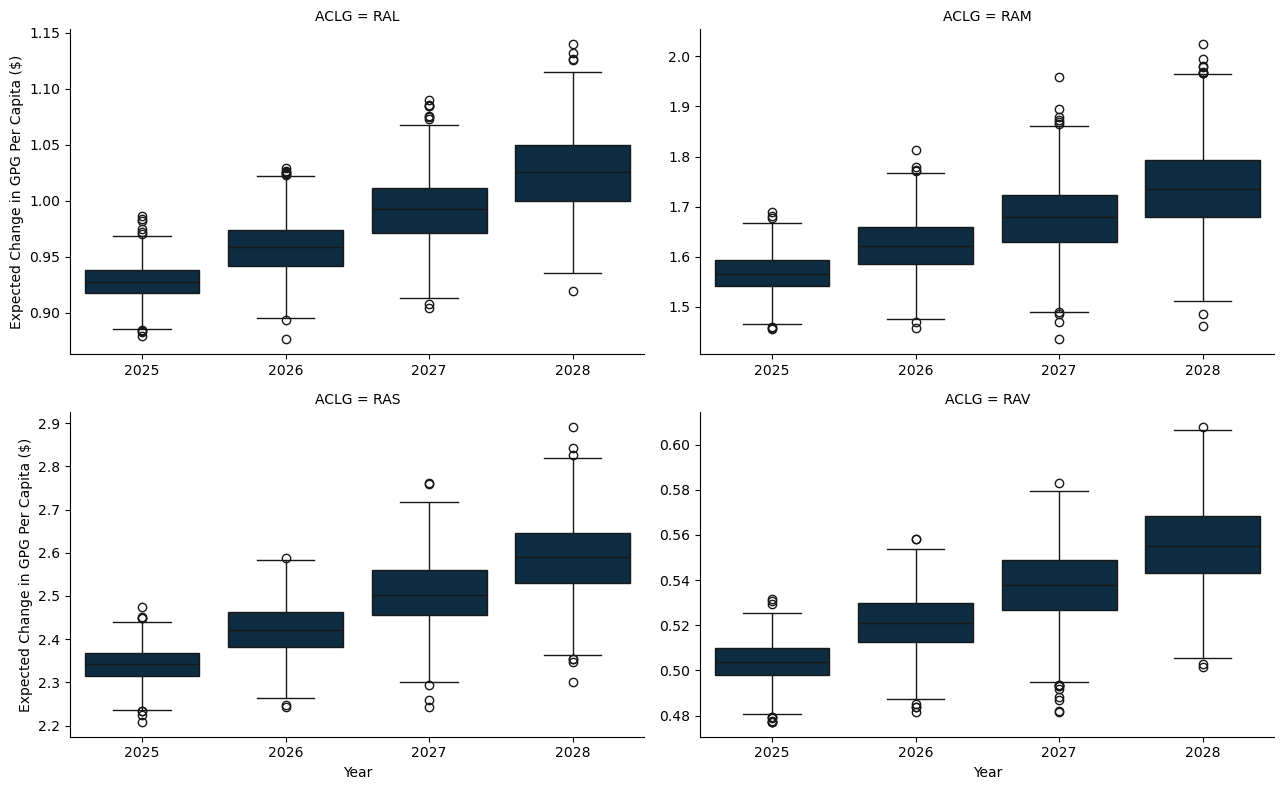 ACLG = RAL
Expected Change in GPG Per Capita ($)
1.15
1.10
1.05
1.00
0.95
0.90
2025 2026 2027 2028
ACLG = RAM
2.0
1.9
1.8
1.7
1.6
1.5
2025 2026 2027 2028
ACLG = RAS
Expected Change in GPG Per Capita ($)
2.9
2.8
2.7
2.6
2.5
2.4
2.3
2.2
2025 2026 2027 2028
Year
ACLG = RAV
0.60
0.58
0.56
0.54
0.52
0.50
0.48
2025 2026 2027 2028
Year